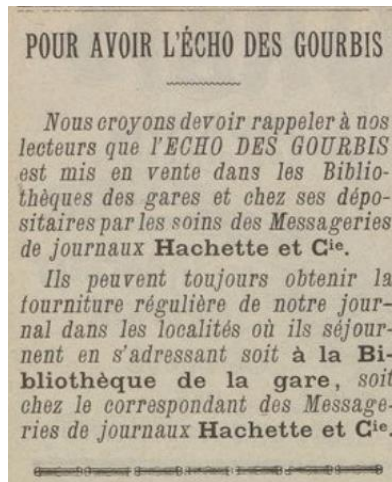 POUR AVOIR L'ÉCHO DES GOURBIS
Nous croyons devoir rappeler à nos
lecteurs que l'ECHO DES GOURBIS
est mis en vente dans les Biblio-
thèques des gares et chez ses dépo-
sitaires par les soins des Messageries
de journaux Hachette et Cie.
Ils peuvent toujours obtenir la
fourniture régulière de notre jour-
nal dans les localités où ils séjour-
nent en s'adressant soit à la Bi-
bliothèque de la gare, soit
chez le correspondant des Message-
ries de journaux Hachette et Cie.